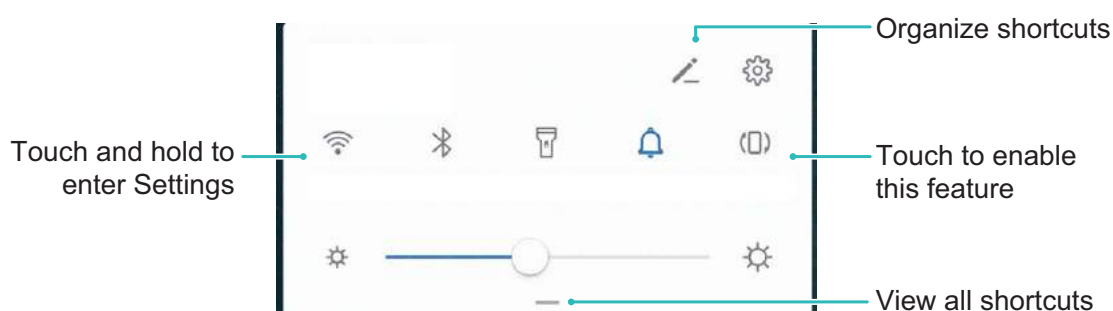 Organize shortcuts
Touch and hold to
enter Settings
Touch to enable
this feature
View all shortcuts